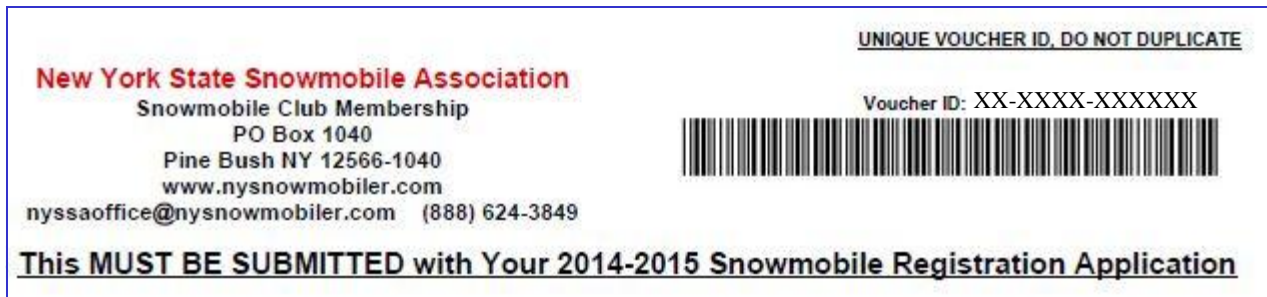 UNIQUE VOUCHER ID, DO NOT DUPLICATE
New York State Snowmobile Association
Snowmobile Club Membership
PO Box 1040
Pine Bush NY 12566-1040
www.nysnowmobiler.com
nyssaoffice@nysnowmobiler.com (888) 624-3849
Voucher ID: XX-XXXX-XXXXXX
This MUST BE SUBMITTED with Your 2014-2015 Snowmobile Registration Application